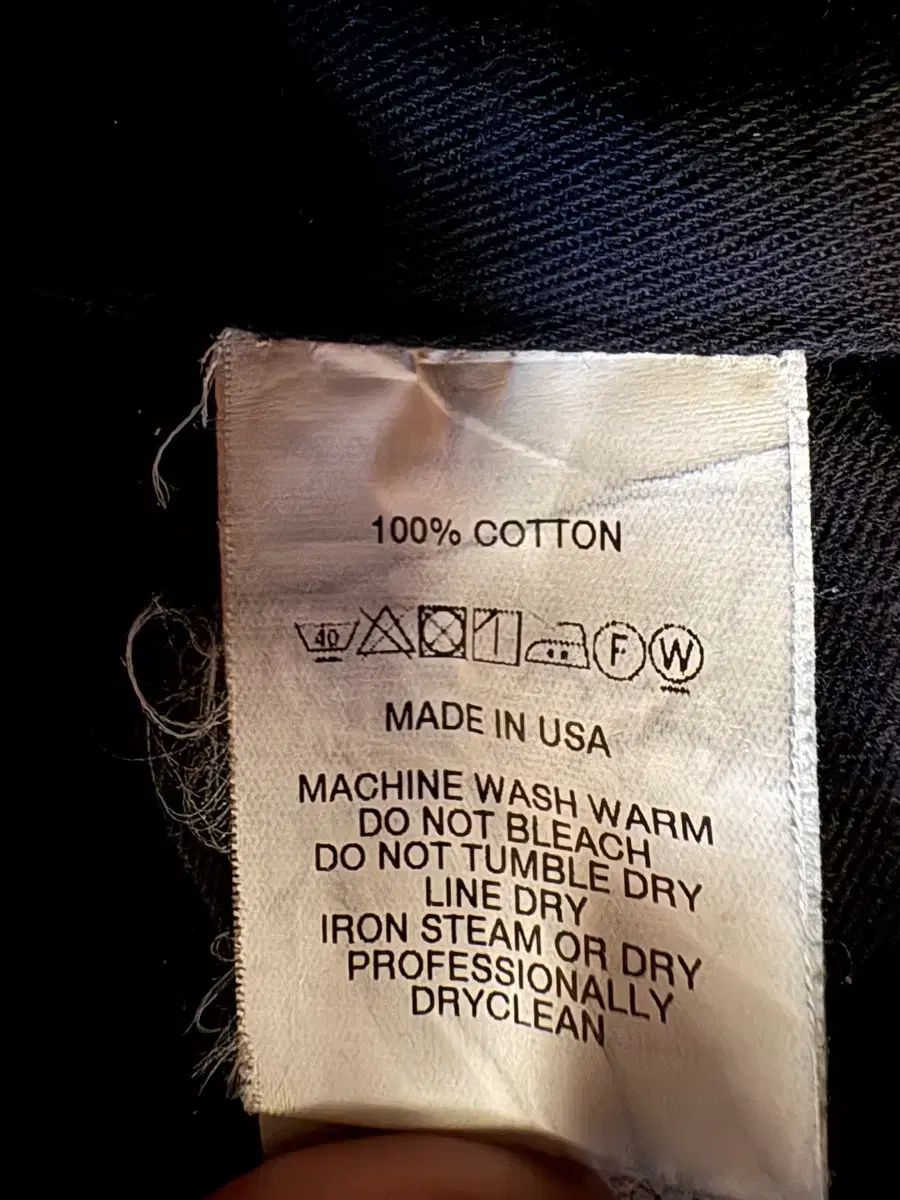 100% COTTON
40 F W
MADE IN USA
MACHINE WASH WARM
DO NOT BLEACH
DO NOT TUMBLE DRY
LINE DRY
IRON STEAM OR DRY
PROFESSIONALLY
DRYCLEAN